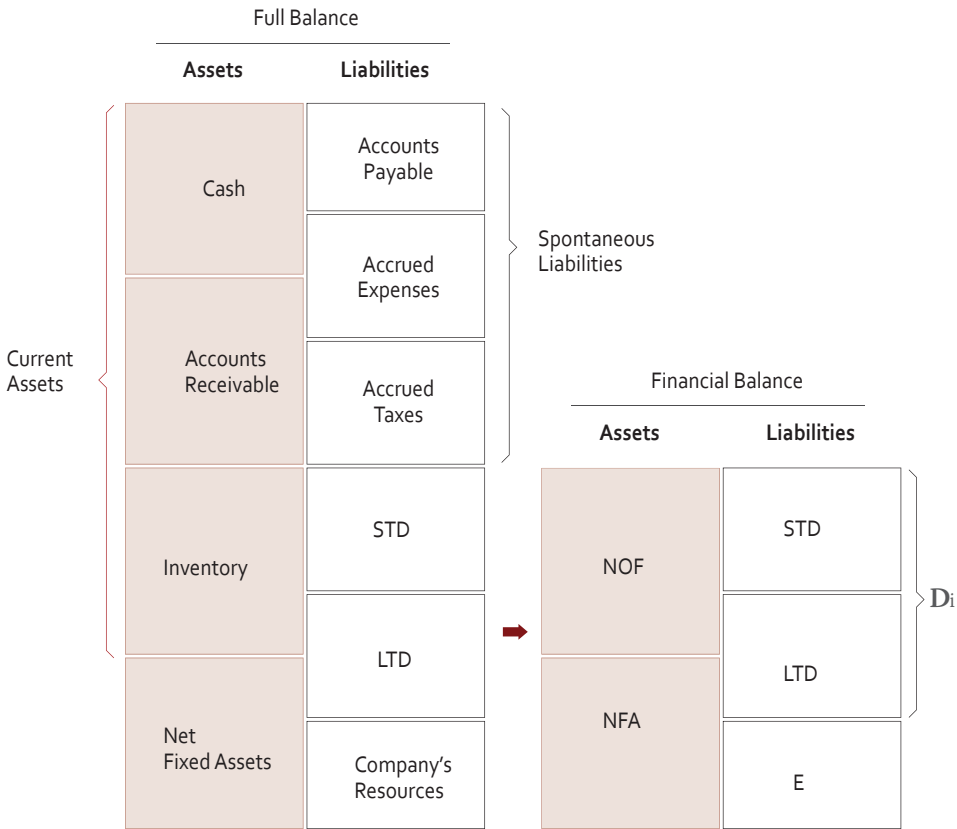 Full Balance
Assets
Liabilities
Cash
Accounts
Payable
Accrued
Expenses
Spontaneous
Liabilities
Current
Assets
Accounts
Receivable
Accrued
Taxes
Inventory
STD
LTD
Net
Fixed Assets
Company's
Resources
Financial Balance
Assets
Liabilities
NOF
STD
Di
NFA
LTD
E